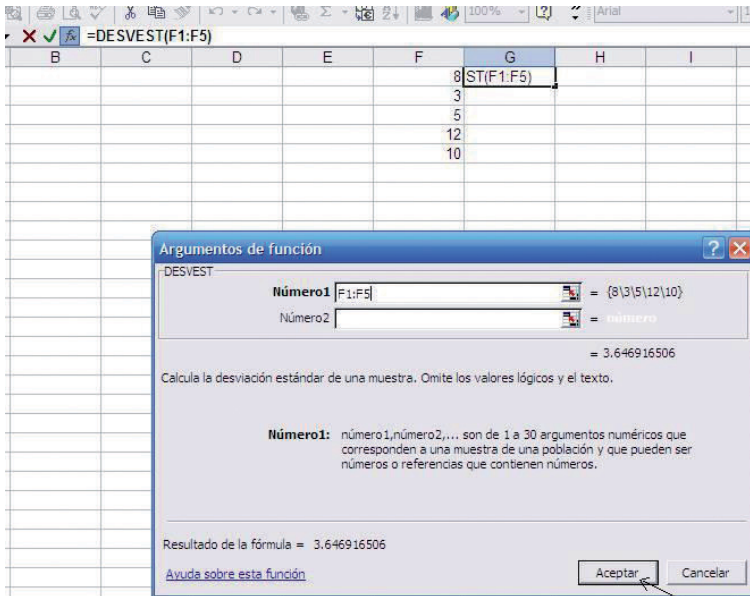 100%
Arial
=DESVEST(F1:F5)
B C D E F G H I
8 ST(F1:F5)
3
5
12
10
Argumentos de función
DESVEST
Número1 F1:F5 = {8\3\5\12\10}
Número2 = número
= 3.646916506
Calcula la desviación estándar de una muestra. Omite los valores lógicos y el texto.
Número1: número1,número2,... son de 1 a 30 argumentos numéricos que
corresponden a una muestra de una población y que pueden ser
números o referencias que contienen números.
Resultado de la fórmula = 3.646916506
Ayuda sobre esta función Aceptar Cancelar